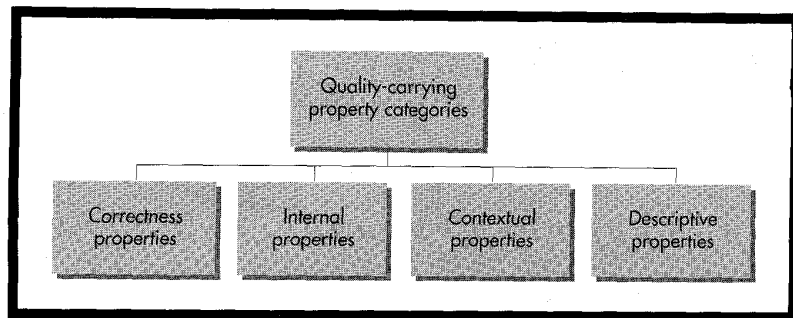 Quality-carrying
property categories
Correctness
properties
Internal
properties
Contextual
properties
Descriptive
properties